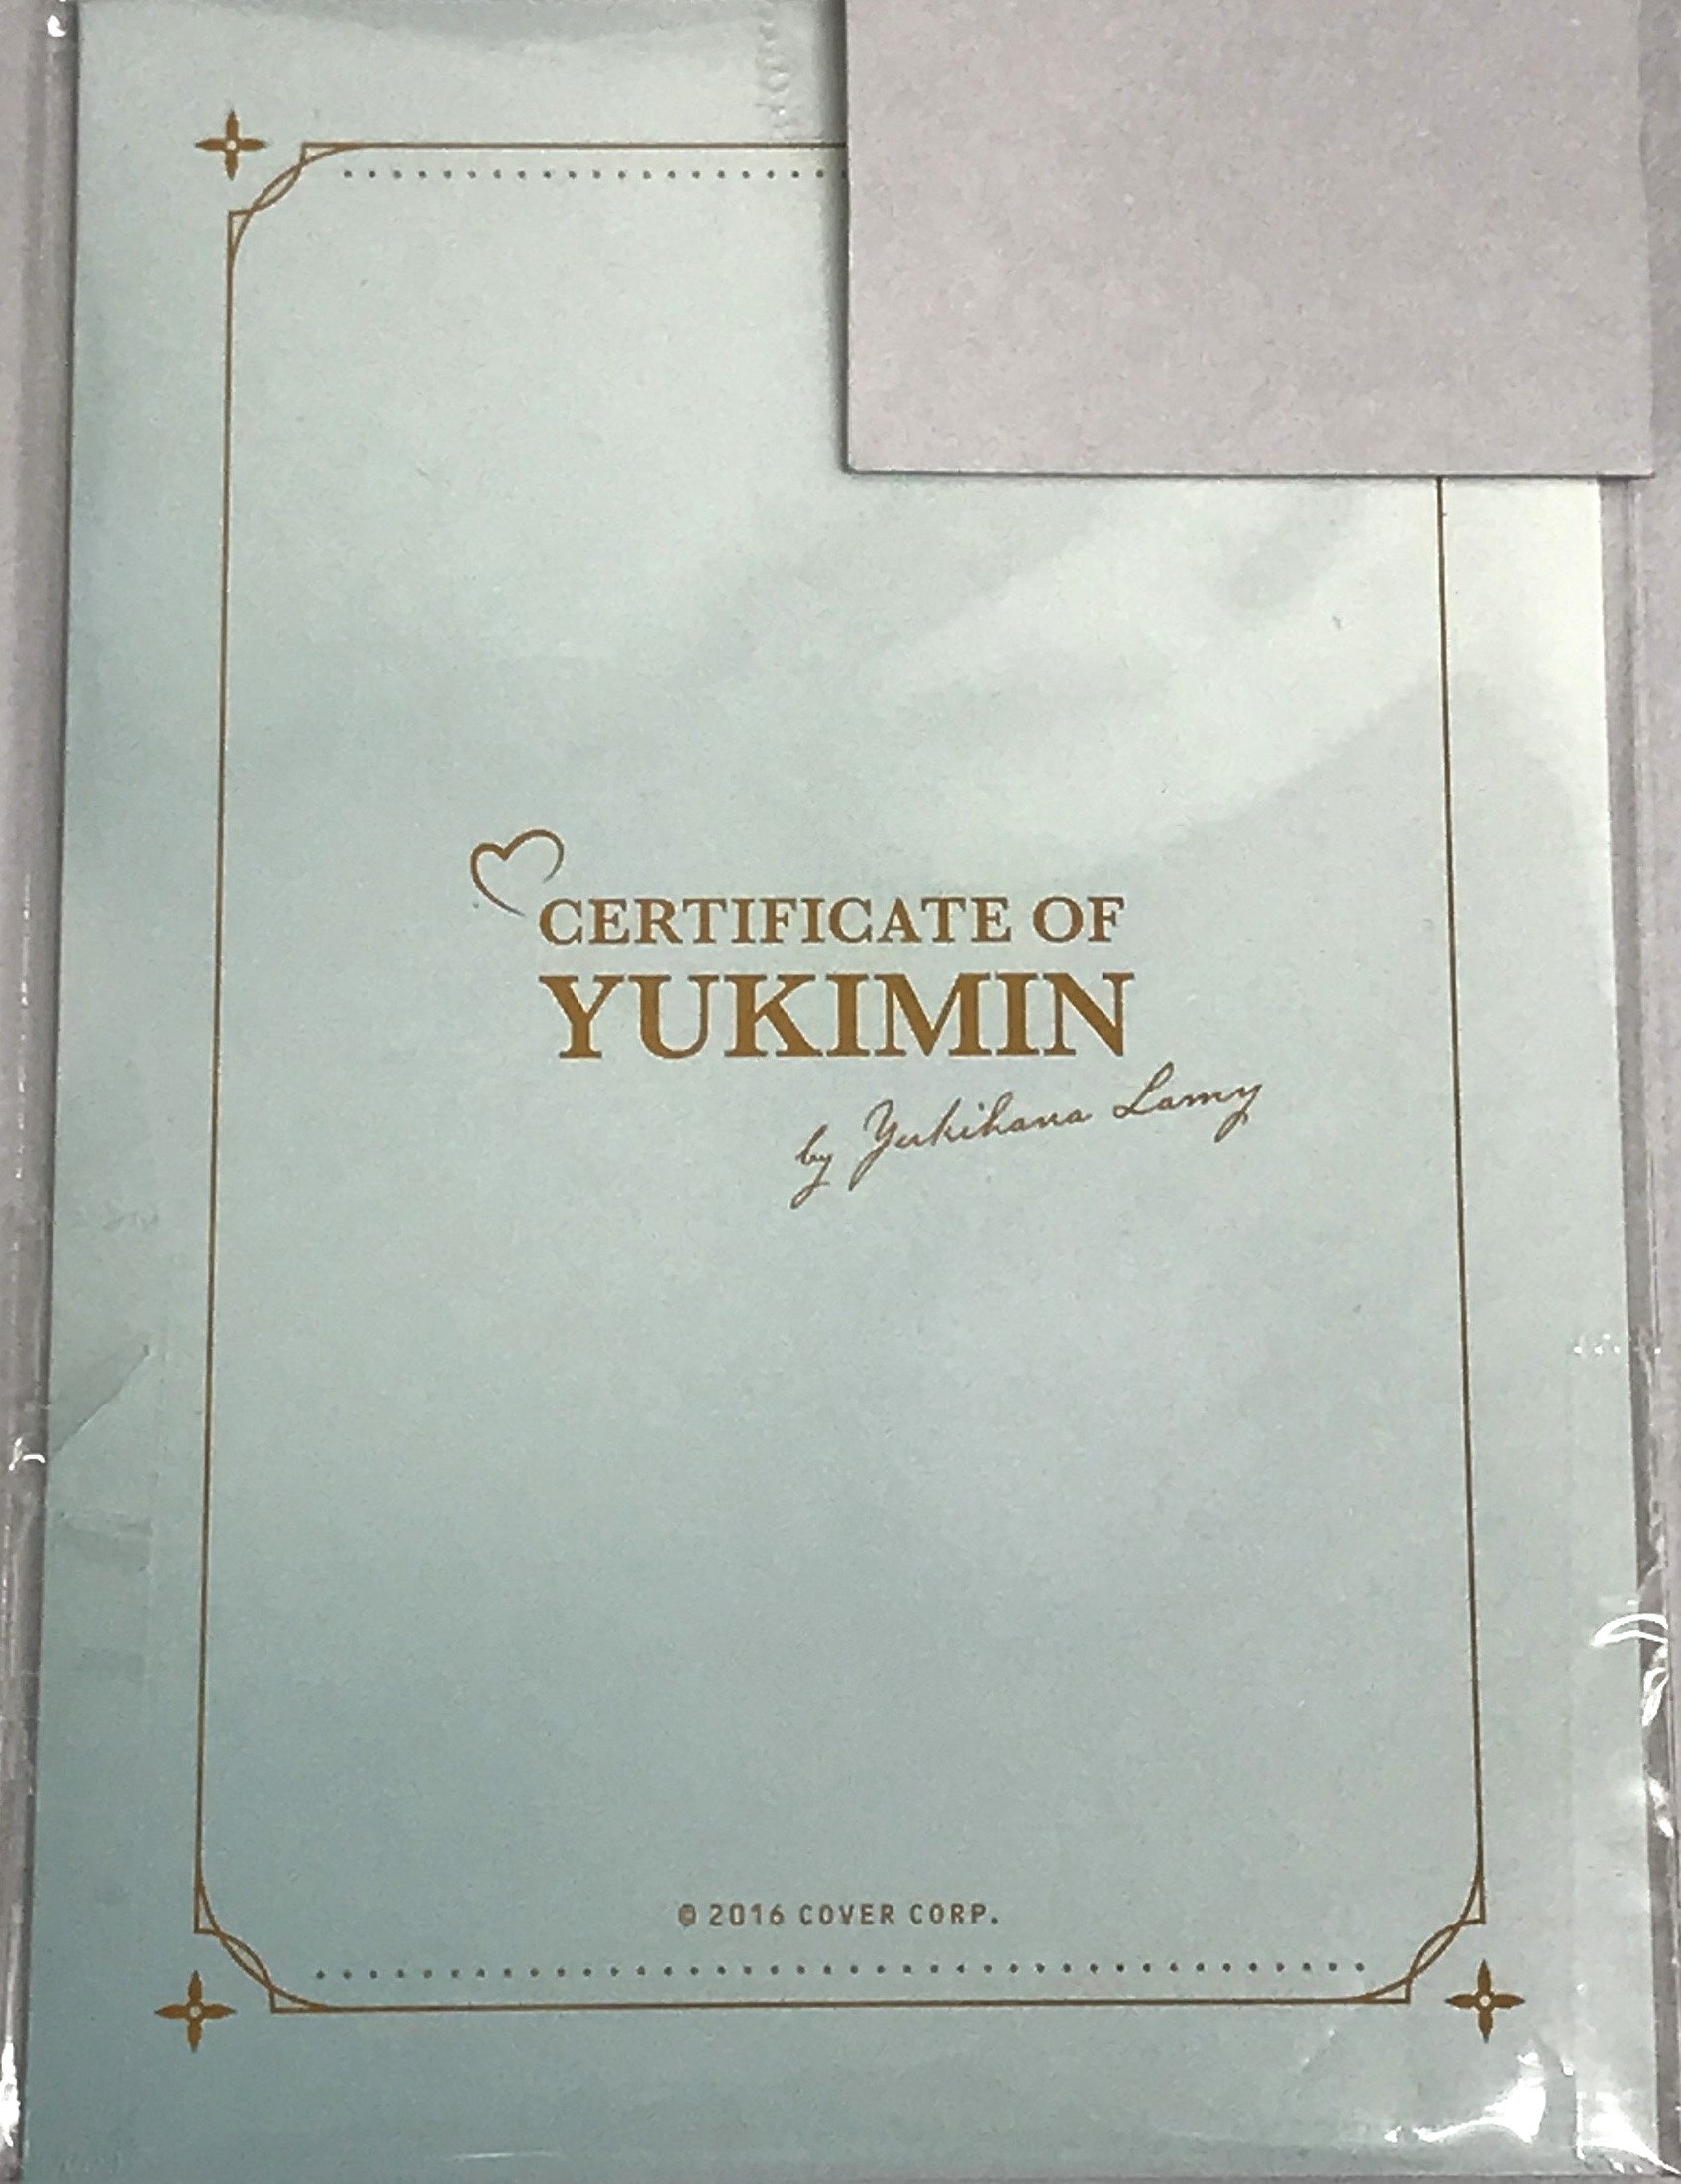 CERTIFICATE OF
YUKIMIN
by Yukihana Lamy
© 2016 COVER CORP.